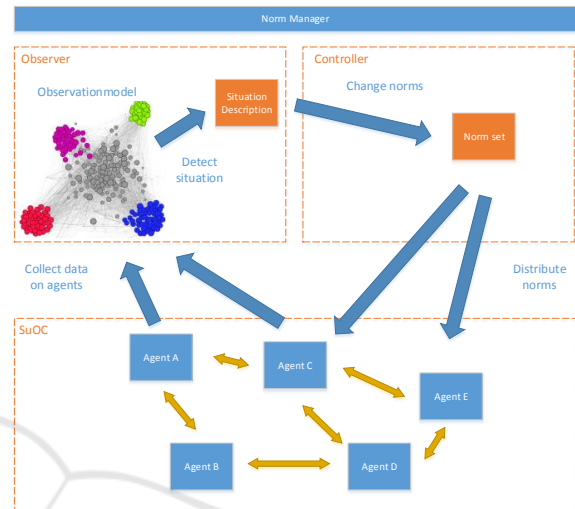 Norm Manager
Observer
Controller
Observationmodel
Situation
Description
Change norms
Norm set
Detect
situation
Collect data
on agents
Distribute
norms
SuOC
Agent A
Agent C
Agent E
Agent B
Agent D